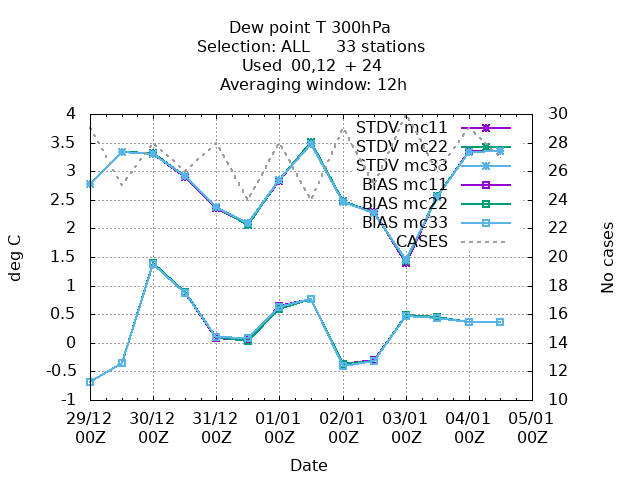 Dew point T 300hPa
Selection: ALL 33 stations
Used 00,12 + 24
Averaging window: 12h
4
3.5
3
2.5
2
1.5
1
0.5
0
-0.5
-1
deg C
30
28
26
24
22
20
18
16
14
12
10
No cases
STDV mc11
STDV mc22
STDV mc33
BIAS mc11
BIAS mc22
BIAS mc33
CASES
29/12 30/12 31/12 01/01 02/01 03/01 04/01 05/01
00Z 00Z 00Z 00Z 00Z 00Z 00Z 00Z
Date